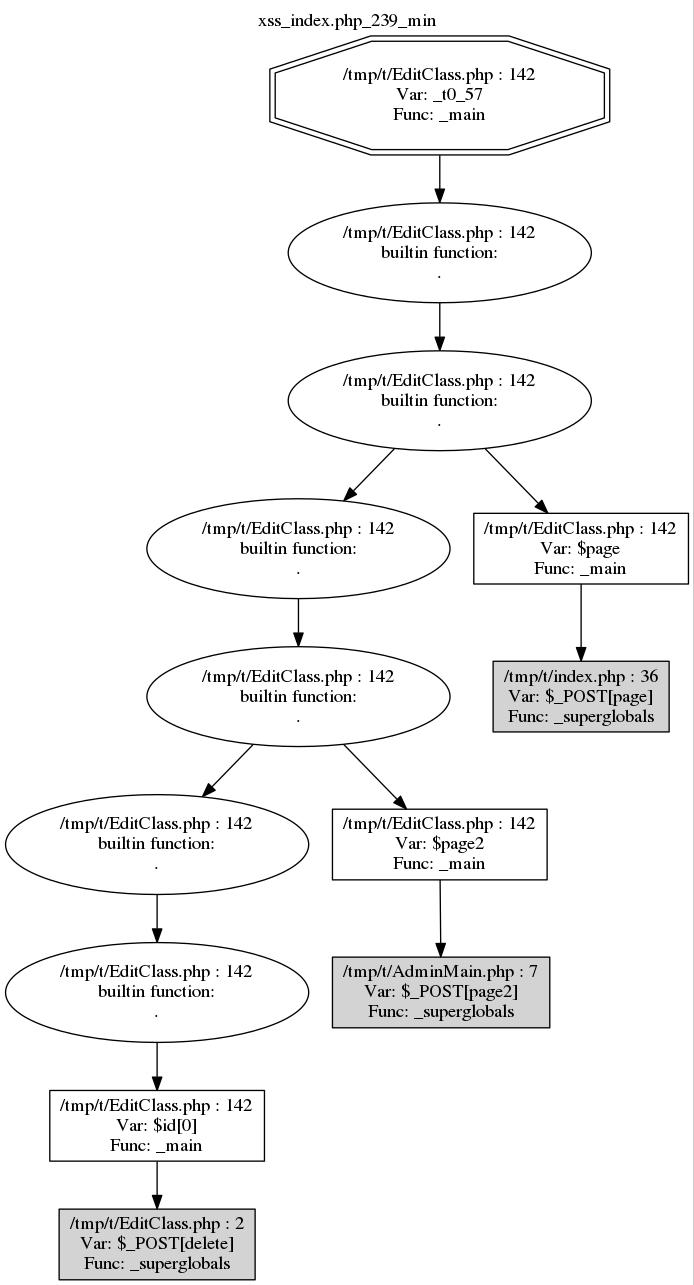 xss_index.php_239_min
/tmp/t/EditClass.php : 142
Var: _t0_57
Func: _main
/tmp/t/EditClass.php : 142
builtin function:
.
/tmp/t/EditClass.php : 142
builtin function:
.
/tmp/t/EditClass.php : 142
builtin function:
.
/tmp/t/EditClass.php : 142
Var: $page
Func: _main
/tmp/t/EditClass.php : 142
builtin function:
.
/tmp/t/index.php : 36
Var: $_POST[page]
Func: _superglobals
/tmp/t/EditClass.php : 142
builtin function:
.
/tmp/t/EditClass.php : 142
Var: $page2
Func: _main
/tmp/t/EditClass.php : 142
builtin function:
.
/tmp/t/AdminMain.php : 7
Var: $_POST[page2]
Func: _superglobals
/tmp/t/EditClass.php : 142
Var: $id[0]
Func: _main
/tmp/t/EditClass.php : 2
Var: $_POST[delete]
Func: _superglobals